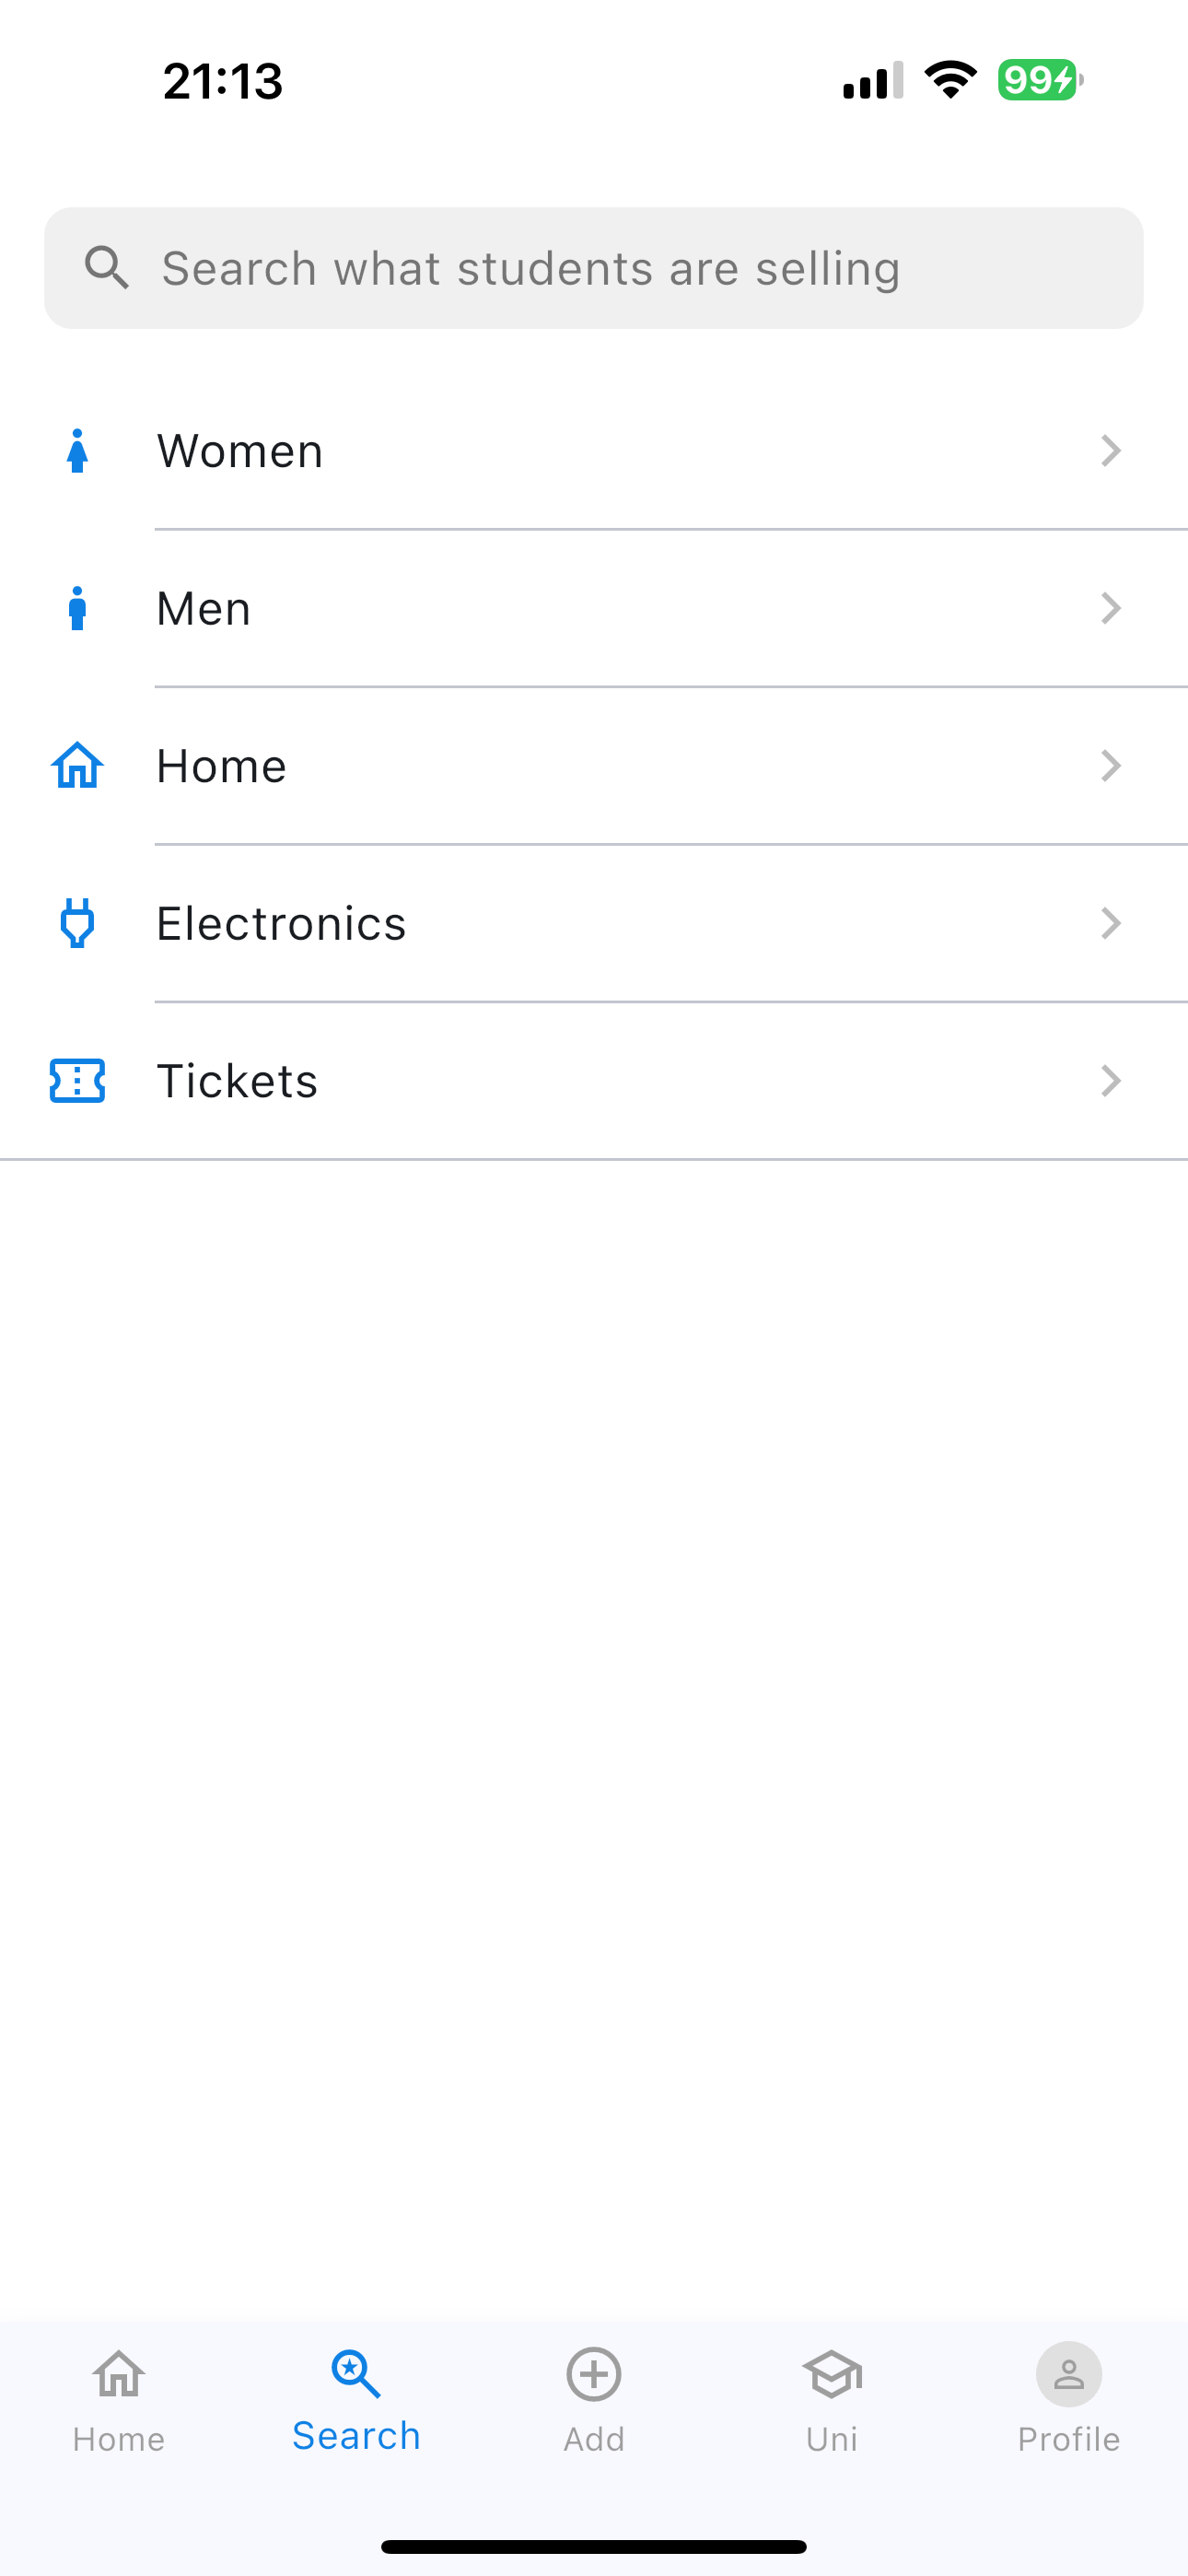 21:13
99
Search what students are selling
Women
Men
Home
Electronics
Tickets
Home
Search
Add
Uni
Profile